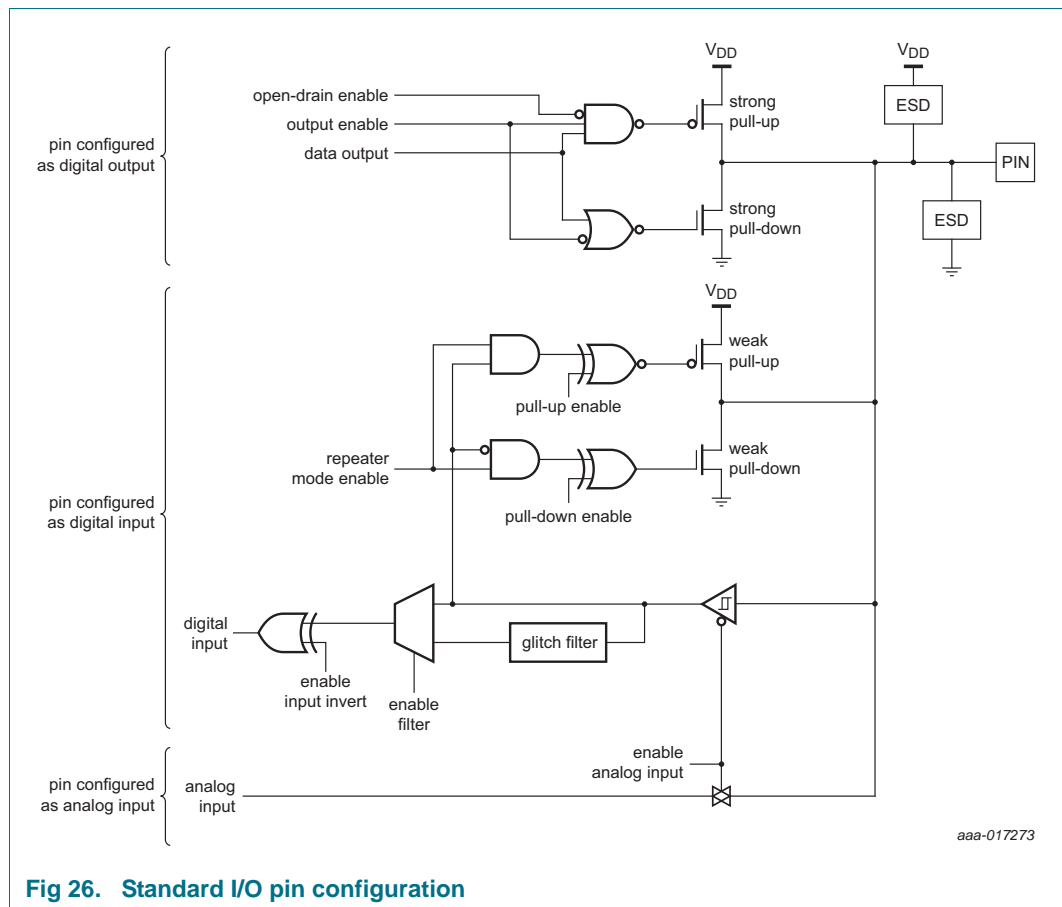 V_DD
V_DD
open-drain enable
strong
pull-up
ESD
output enable
pin configured
as digital output
data output
PIN
strong
pull-down
ESD
V_DD
weak
pull-up
pull-up enable
repeater
mode enable
weak
pull-down
pin configured
as digital input
pull-down enable
digital
input
glitch filter
enable
input invert
enable
filter
enable
analog input
pin configured
as analog input
analog
input
aaa-017273
Fig 26. Standard I/O pin configuration